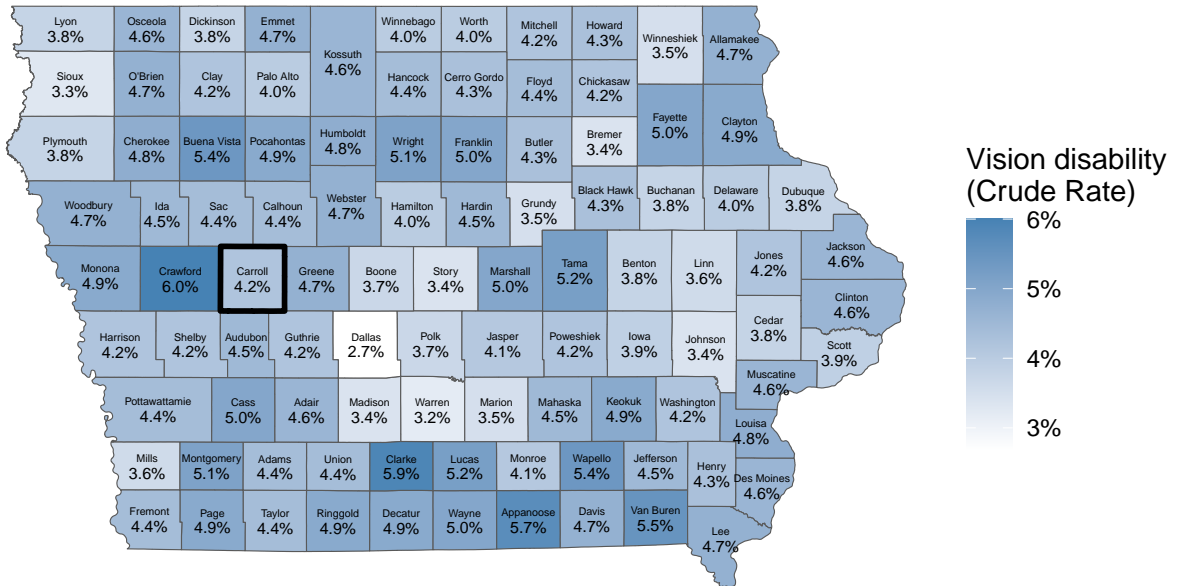 Lyon
3.8%
Osceola
4.6%
Dickinson
3.8%
Emmet
4.7%
Kossuth
4.6%
Winnebago
4.0%
Worth
4.0%
Mitchell
4.2%
Howard
4.3%
Winneshiek
3.5%
Allamakee
4.7%
Sioux
3.3%
O'Brien
4.7%
Clay
4.2%
Palo Alto
4.0%
Hancock
4.4%
Cerro Gordo
4.3%
Floyd
4.4%
Chickasaw
4.2%
Fayette
5.0%
Clayton
4.9%
Plymouth
3.8%
Cherokee
4.8%
Buena Vista
5.4%
Pocahontas
4.9%
Humboldt
4.8%
Wright
5.1%
Franklin
5.0%
Butler
4.3%
Bremer
3.4%
Woodbury
4.7%
Ida
4.5%
Sac
4.4%
Calhoun
4.4%
Webster
4.7%
Hamilton
4.0%
Hardin
4.5%
Grundy
3.5%
Black Hawk
4.3%
Buchanan
3.8%
Delaware
4.0%
Dubuque
3.8%
Monona
4.9%
Crawford
6.0%
Carroll
4.2%
Greene
4.7%
Boone
3.7%
Story
3.4%
Marshall
5.0%
Tama
5.2%
Benton
3.8%
Linn
3.6%
Jones
4.2%
Jackson
4.6%
Clinton
4.6%
Harrison
4.2%
Shelby
4.2%
Audubon
4.5%
Guthrie
4.2%
Dallas
2.7%
Polk
3.7%
Jasper
4.1%
Poweshiek
4.2%
Iowa
3.9%
Johnson
3.4%
Cedar
3.8%
Scott
3.9%
Muscatine
4.6%
Pottawattamie
4.4%
Cass
5.0%
Adair
4.6%
Madison
3.4%
Warren
3.2%
Marion
3.5%
Mahaska
4.5%
Keokuk
4.9%
Washington
4.2%
Louisa
4.8%
Mills
3.6%
Montgomery
5.1%
Adams
4.4%
Union
4.4%
Clarke
5.9%
Lucas
5.2%
Monroe
4.1%
Wapello
5.4%
Jefferson
4.5%
Henry
4.3%
Des Moines
4.6%
Fremont
4.4%
Page
4.9%
Taylor
4.4%
Ringgold
4.9%
Decatur
4.9%
Wayne
5.0%
Appanoose
5.7%
Davis
4.7%
Van Buren
5.5%
Lee
4.7%
Vision disability
(Crude Rate)
6%
5%
4%
3%